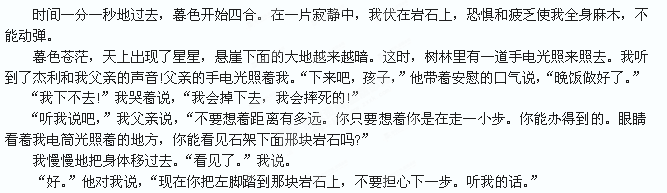 时间一分一秒地过去，暮色开始四合。在一片寂静中，我伏在岩石上，恐惧和疲乏使我全身麻木，不
能动弹。
暮色苍茫，天上出现了星星，悬崖下面的大地越来越暗。这时，树林里有一道手电光照来照去。我听
到了杰利和我父亲的声音!父亲的手电光照着我。“下来吧，孩子，”他带着安慰的口气说，“晚饭做好了。”
“我下不去!”我哭着说，“我会掉下去，我会摔死的!”
“听我说吧，”我父亲说，“不要想着距离有多远。你只要想着你是在走一小步。你能办得到的。眼睛
看着我电筒光照着的地方，你能看见石架下面那块岩石吗?”
我慢慢地把身体移过去。“看见了。”我说。
“好。”他对我说，“现在你把左脚踏到那块岩石上，不要担心下一步。听我的话。”